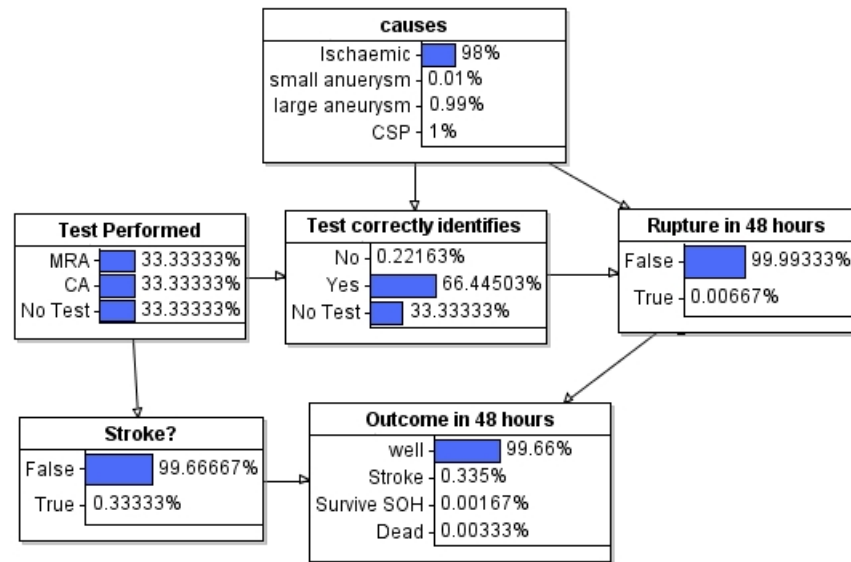 causes
Ischaemic 98%
small anuerysm 0.01%
large aneurysm 0.99%
CSP 1%
Test Performed
MRA 33.33333%
CA 33.33333%
No Test 33.33333%
Test correctly identifies
No 0.22163%
Yes 66.44503%
No Test 33.33333%
Rupture in 48 hours
False 99.99333%
True 0.00667%
Stroke?
False 99.66667%
True 0.33333%
Outcome in 48 hours
well 99.66%
Stroke 0.335%
Survive SOH 0.00167%
Dead 0.00333%